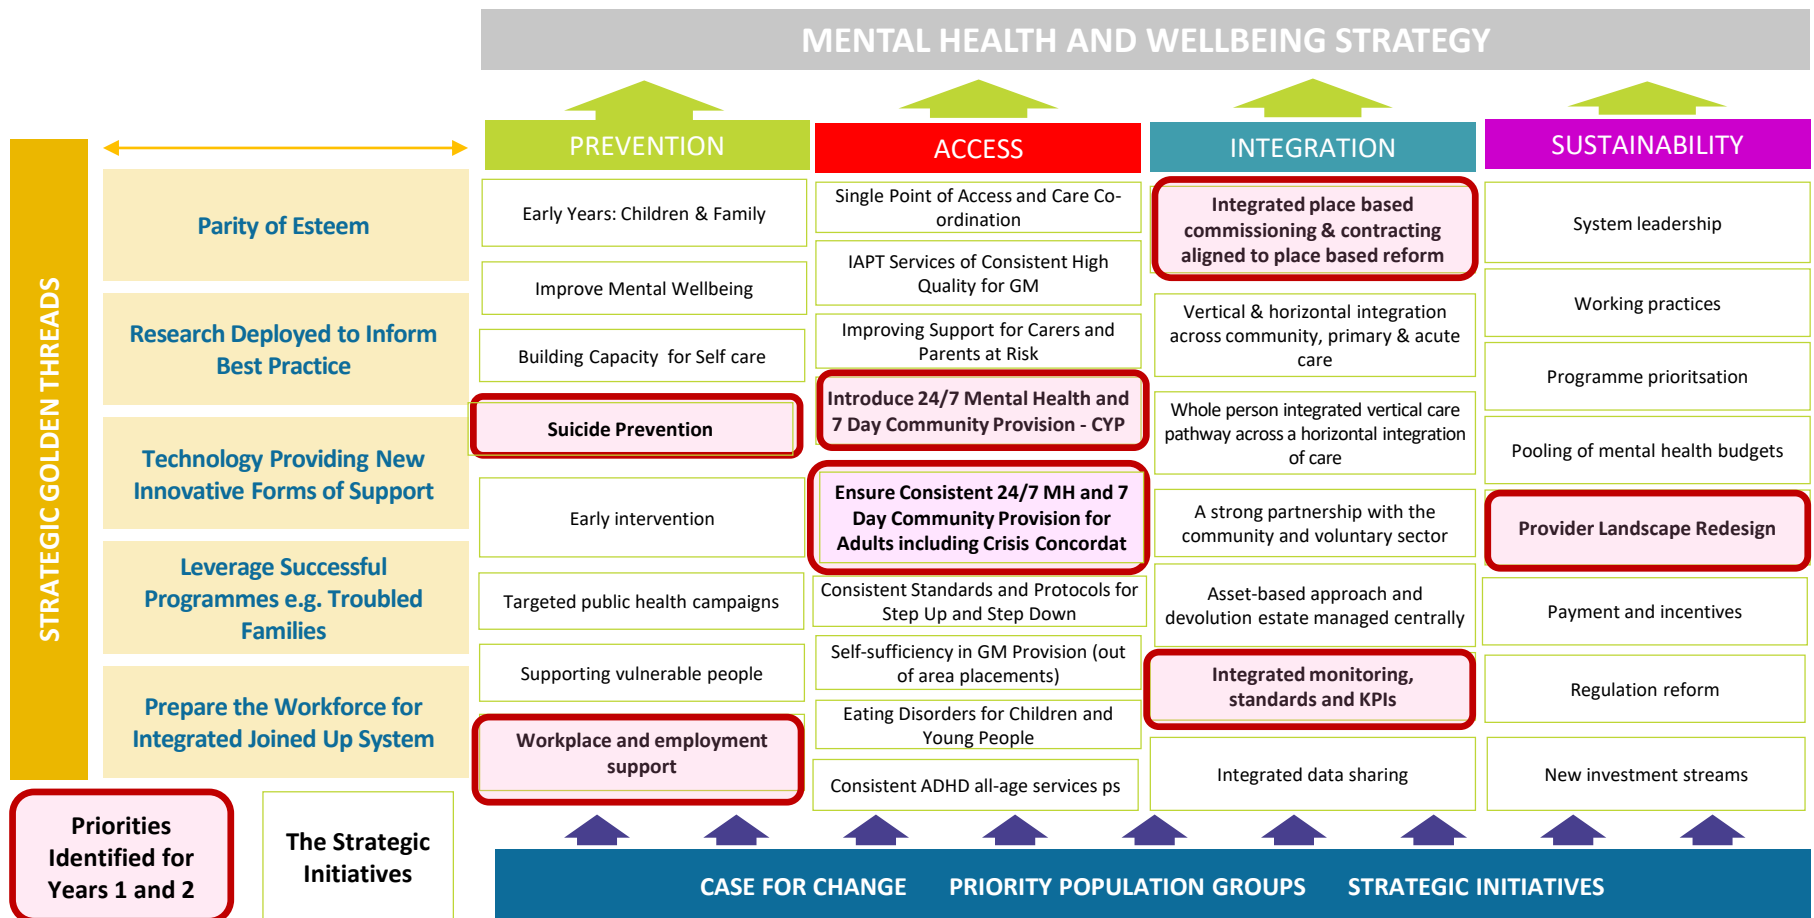 MENTAL HEALTH AND WELLBEING STRATEGY
STRATEGIC GOLDEN THREADS
Parity of Esteem
Research Deployed to Inform
Best Practice
Technology Providing New
Innovative Forms of Support
Leverage Successful
Programmes e.g. Troubled
Families
Prepare the Workforce for
Integrated Joined Up System
PREVENTION
Early Years: Children & Family
Improve Mental Wellbeing
Building Capacity for Self care
Suicide Prevention
Early intervention
Targeted public health campaigns
Supporting vulnerable people
Workplace and employment
support
ACCESS
Single Point of Access and Care Co-
ordination
IAPT Services of Consistent High
Quality for GM
Improving Support for Carers and
Parents at Risk
Introduce 24/7 Mental Health and
7 Day Community Provision - CYP
Ensure Consistent 24/7 MH and 7
Day Community Provision for
Adults including Crisis Concordat
Consistent Standards and Protocols for
Step Up and Step Down
Self-sufficiency in GM Provision (out
of area placements)
Eating Disorders for Children and
Young People
Consistent ADHD all-age services ps
INTEGRATION
Integrated place based
commissioning & contracting
aligned to place based reform
Vertical & horizontal integration
across community, primary & acute
care
Whole person integrated vertical care
pathway across a horizontal integration
of care
A strong partnership with the
community and voluntary sector
Asset-based approach and
devolution estate managed centrally
Integrated monitoring,
standards and KPIs
Integrated data sharing
SUSTAINABILITY
System leadership
Working practices
Programme prioritsation
Pooling of mental health budgets
Provider Landscape Redesign
Payment and incentives
Regulation reform
New investment streams
Priorities
Identified for
Years 1 and 2
The Strategic
Initiatives
CASE FOR CHANGE PRIORITY POPULATION GROUPS STRATEGIC INITIATIVES